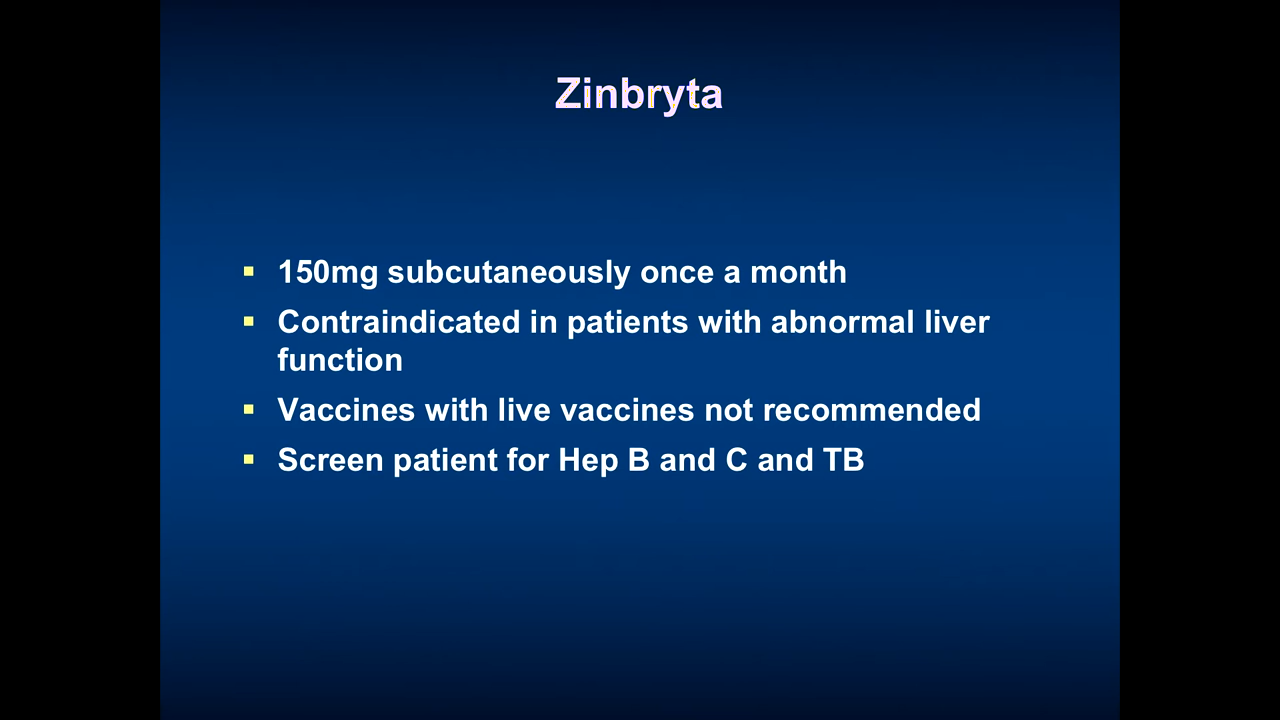 Zinbryta
▪ 150mg subcutaneously once a month
▪ Contraindicated in patients with abnormal liver
function
▪ Vaccines with live vaccines not recommended
▪ Screen patient for Hep B and C and TB